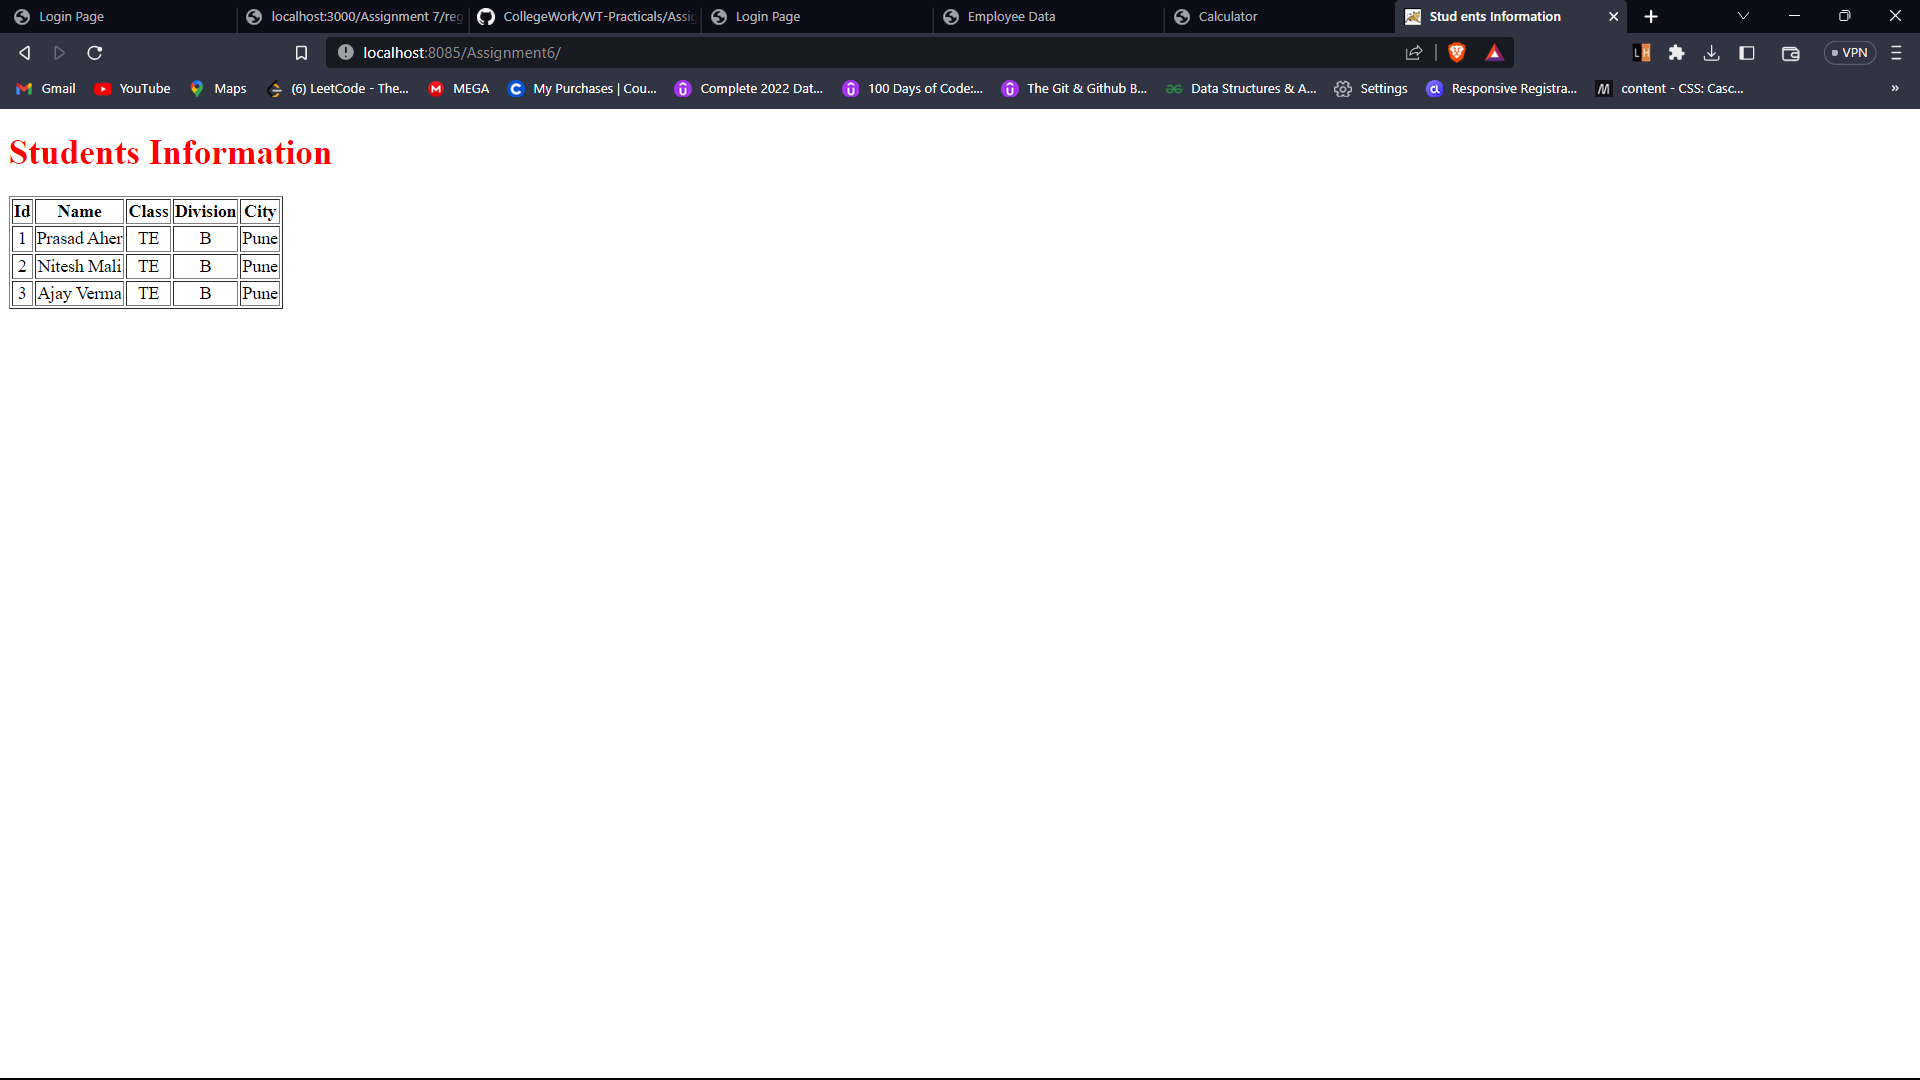 Login Page localhost:3000/Assignment 7/reg CollegeWork/WT-Practicals/Assig Login Page Employee Data Calculator Stud ents Information
localhost:8085/Assignment6/ VPN
Gmail YouTube Maps (6) LeetCode - The... MEGA My Purchases | Cou... Complete 2022 Dat... 100 Days of Code:... The Git & Github B... Data Structures & A... Settings Responsive Registra... content - CSS: Casc... »
Students Information
Id Name Class Division City
1 Prasad Aher TE B Pune
2 Nitesh Mali TE B Pune
3 Ajay Verma TE B Pune